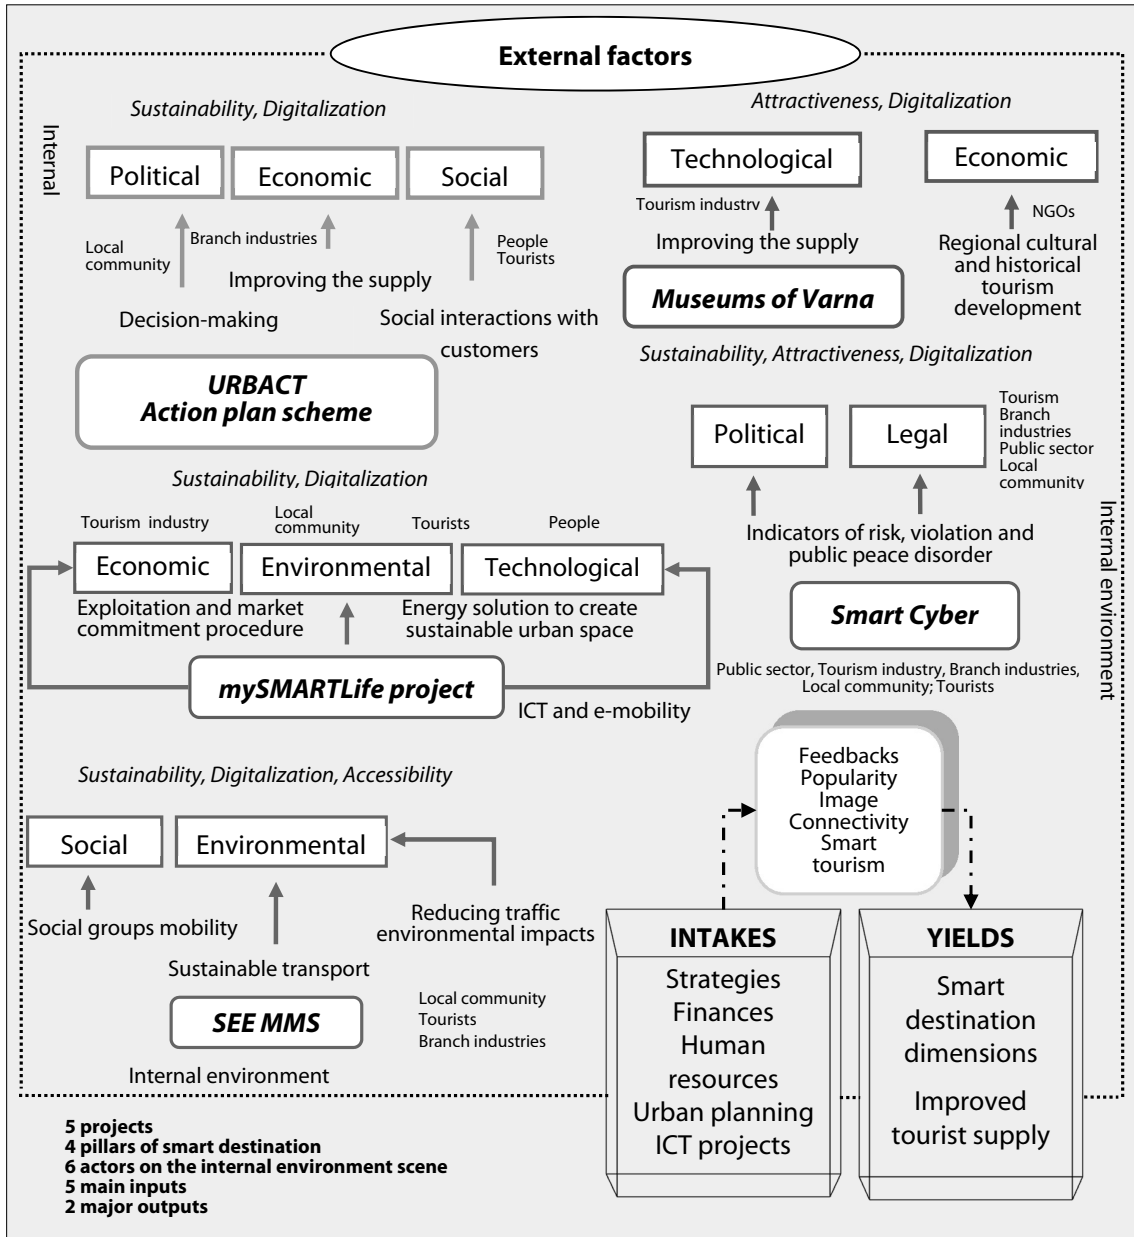 External factors
Sustainability, Digitalization
Internal
Political
Economic
Social
Local
community
Branch industries
People
Tourists
Improving the supply
Decision-making
Social interactions with
customers
URBACT
Action plan scheme
Attractiveness, Digitalization
Technological
Economic
Tourism industry
NGOs
Improving the supply
Regional cultural
and historical
tourism
development
Museums of Varna
Sustainability, Attractiveness, Digitalization
Political
Legal
Tourism
Branch
industries
Public sector
Local
community
Indicators of risk, violation and
public peace disorder
Smart Cyber
Public sector, Tourism industry, Branch industries,
Local community; Tourists
Internal environment
Sustainability, Digitalization
Tourism industry
Local
community
Tourists
People
Economic
Environmental
Technological
Exploitation and market
commitment procedure
Energy solution to create
sustainable urban space
mySMARTLife project
ICT and e-mobility
Sustainability, Digitalization, Accessibility
Social
Environmental
Social groups mobility
Reducing traffic
environmental impacts
Sustainable transport
SEE MMS
Local community
Tourists
Branch industries
Internal environment
Feedbacks
Popularity
Image
Connectivity
Smart
tourism
INTAKES
Strategies
Finances
Human
resources
Urban planning
ICT projects
YIELDS
Smart
destination
dimensions
Improved
tourist supply
5 projects
4 pillars of smart destination
6 actors on the internal environment scene
5 main inputs
2 major outputs